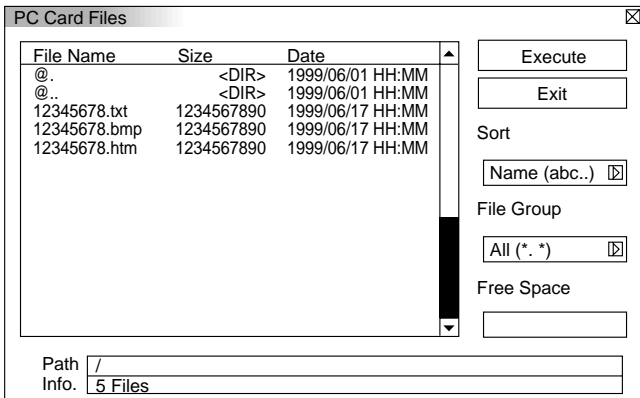 PC Card Files
File Name Size Date
@. <DIR> 1999/06/01 HH:MM
@.. <DIR> 1999/06/01 HH:MM
12345678.txt 1234567890 1999/06/17 HH:MM
12345678.bmp 1234567890 1999/06/17 HH:MM
12345678.htm 1234567890 1999/06/17 HH:MM
Execute
Exit
Sort
Name (abc..)
File Group
All (*. *)
Free Space
Path /
Info. 5 Files